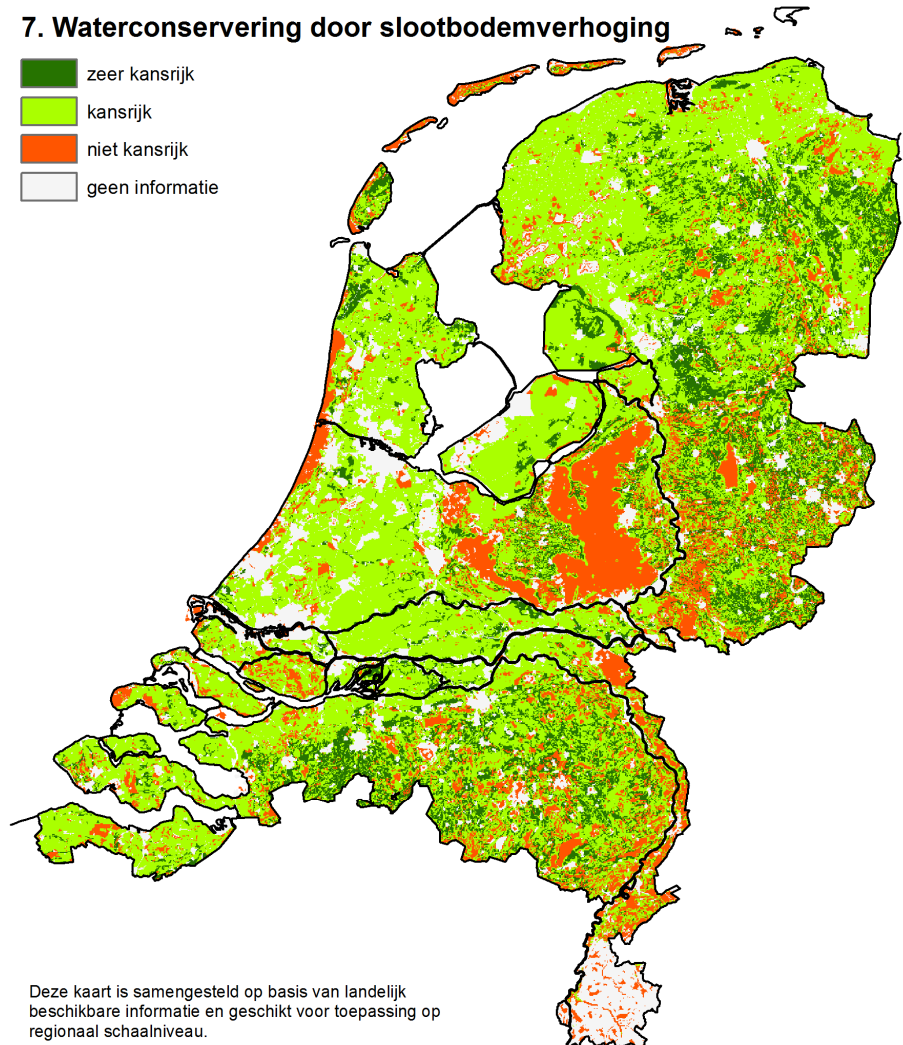 7. Waterconservering door slootbodemverhoging
zeer kansrijk
kansrijk
niet kansrijk
geen informatie
Deze kaart is samengesteld op basis van landelijk
beschikbare informatie en geschikt voor toepassing op
regionaal schaalniveau.